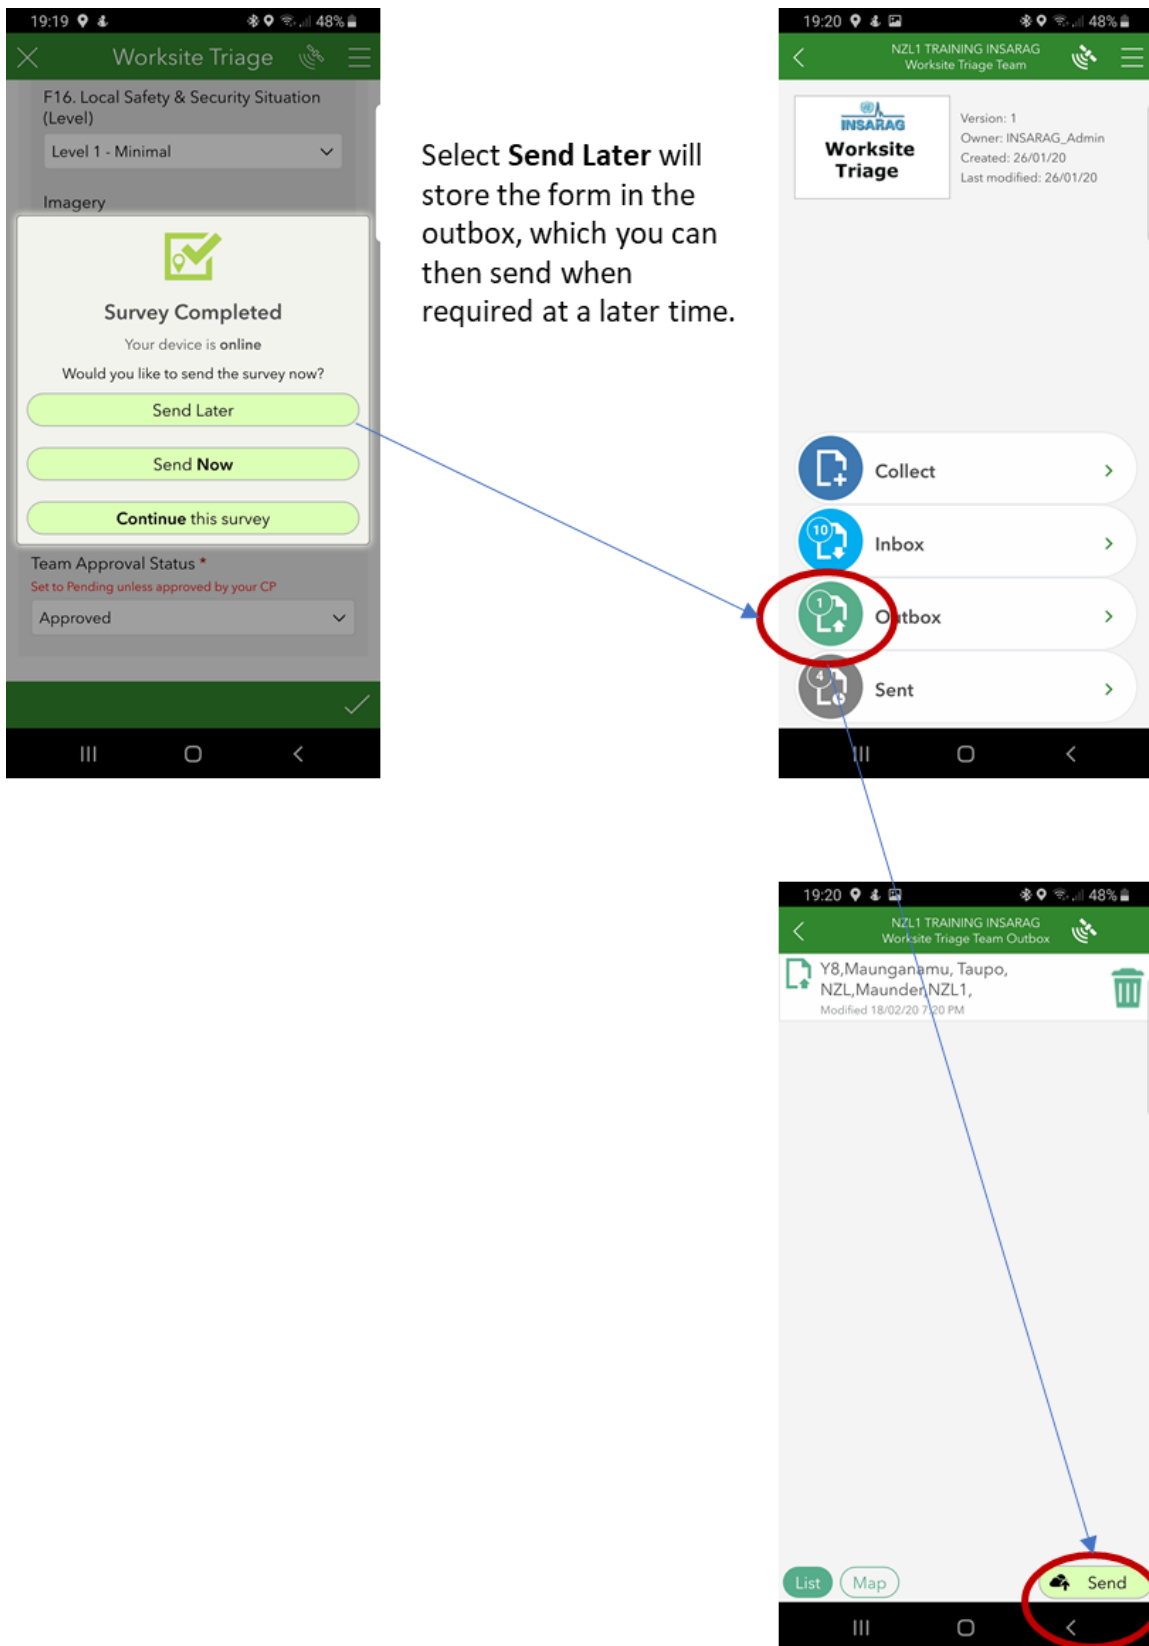 19:19
48%
Worksite Triage
F16. Local Safety & Security Situation
(Level)
Level 1 - Minimal
Imagery
Survey Completed
Your device is online
Would you like to send the survey now?
Send Later
Send Now
Continue this survey
Team Approval Status *
Set to Pending unless approved by your CP
Approved
Select Send Later will
store the form in the
outbox, which you can
then send when
required at a later time.
19:20
48%
NZL1 TRAINING INSARAG
Worksite Triage Team
INSARAG
Worksite
Triage
Version: 1
Owner: INSARAG_Admin
Created: 26/01/20
Last modified: 26/01/20
Collect
10
Inbox
1
Outbox
4
Sent
19:20
48%
NZL1 TRAINING INSARAG
Worksite Triage Team Outbox
Y8,Maunganamu, Taupo,
NZL,Maunder,NZL1,
Modified 18/02/20 7:20 PM
List
Map
Send